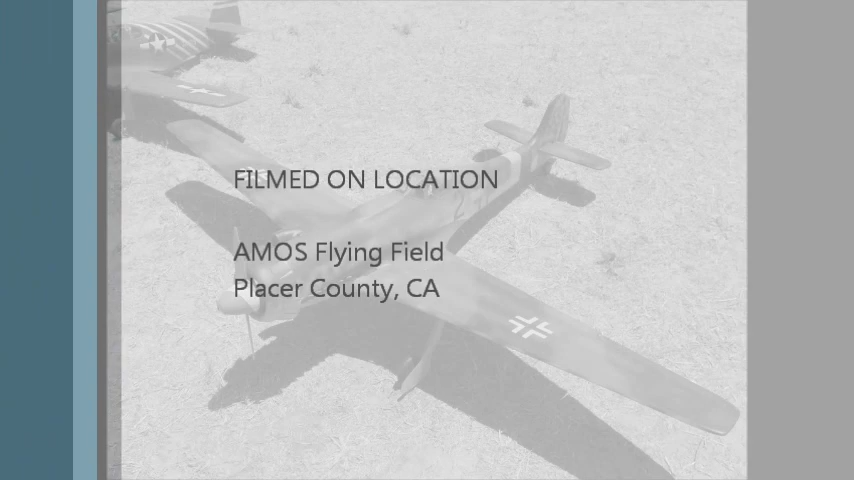 FILMED ON LOCATION
AMOS Flying Field
Placer County, CA